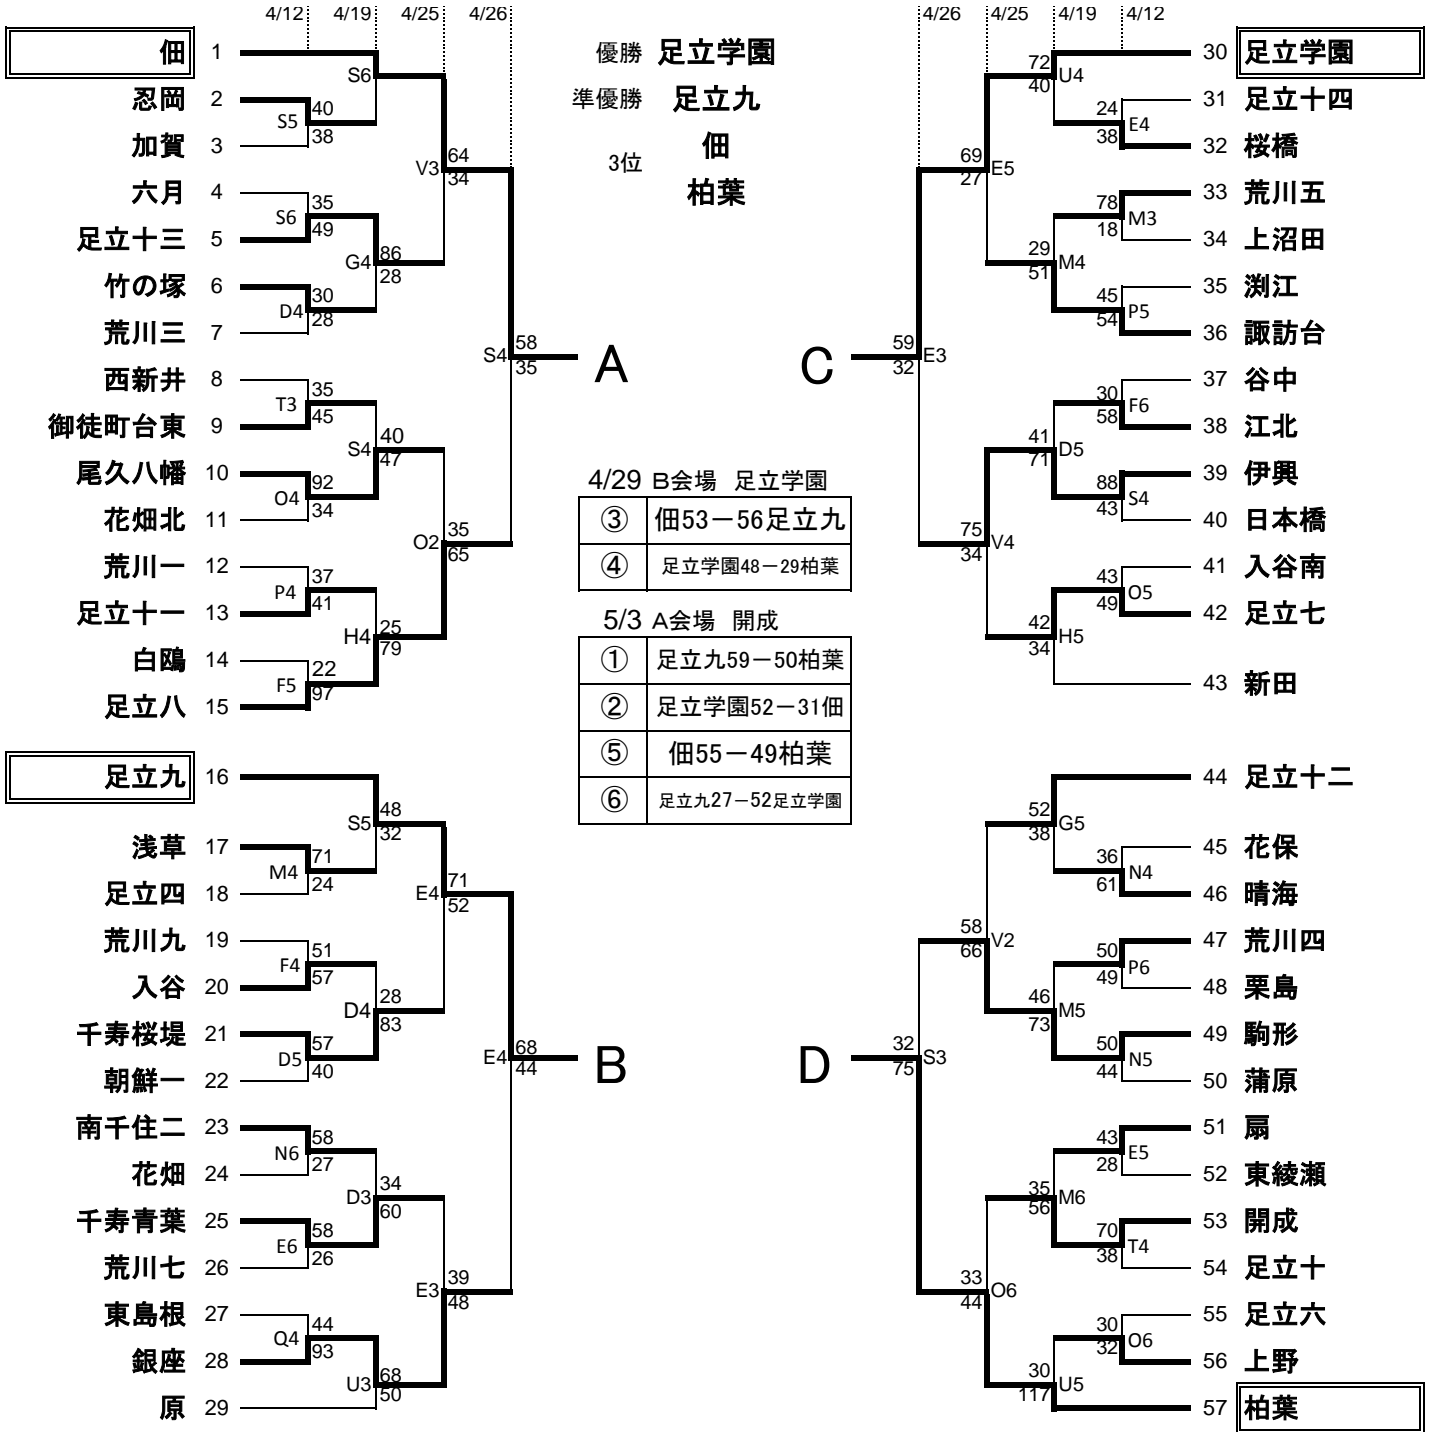 4/12 4/19 4/25 4/26
4/26 4/25 4/19 4/12
優勝 足立学園
準優勝 足立九
3位 佃
柏葉
佃 1
忍岡 2
加賀 3
六月 4
足立十三 5
竹の塚 6
荒川三 7
西新井 8
御徒町台東 9
尾久八幡 10
花畑北 11
荒川一 12
足立十一 13
白鴎 14
足立八 15
足立九 16
浅草 17
足立四 18
荒川九 19
入谷 20
千寿桜堤 21
朝鮮一 22
南千住二 23
花畑 24
千寿青葉 25
荒川七 26
東島根 27
銀座 28
原 29
S5 40 38
S6 35 49
D4 30 28
T3 35 45
O4 92 34
P4 37 41
F5 22 97
M4 71 24
F4 51 57
D5 57 40
N6 58 27
E6 58 26
Q4 44 93
S6
G4 86 28
S4 40 47
H4 25 79
S5 48 32
D4 28 83
D3 34 60
U3 68 50
V3 64 34
O2 35 65
E4 71 52
E3 39 48
S4 58 35
E4 68 44
A
B
C
D
4/29 B会場 足立学園
③ 佃53－56足立九
④ 足立学園48－29柏葉
5/3 A会場 開成
① 足立九59－50柏葉
② 足立学園52－31佃
⑤ 佃55－49柏葉
⑥ 足立九27－52足立学園
59 32 E3
32 75 S3
69 27 E5
75 34 V4
58 66 V2
33 44 O6
72 40 U4
29 51 M4
41 71 D5
42 34 H5
52 38 G5
46 73 M5
35 56 M6
30 117 U5
24 38 E4
78 18 M3
45 54 P5
30 58 F6
88 43 S4
43 49 O5
36 61 N4
50 49 P6
50 44 N5
43 28 E5
70 38 T4
30 32 O6
30 足立学園
31 足立十四
32 桜橋
33 荒川五
34 上沼田
35 渕江
36 諏訪台
37 谷中
38 江北
39 伊興
40 日本橋
41 入谷南
42 足立七
43 新田
44 足立十二
45 花保
46 晴海
47 荒川四
48 栗島
49 駒形
50 蒲原
51 扇
52 東綾瀬
53 開成
54 足立十
55 足立六
56 上野
57 柏葉